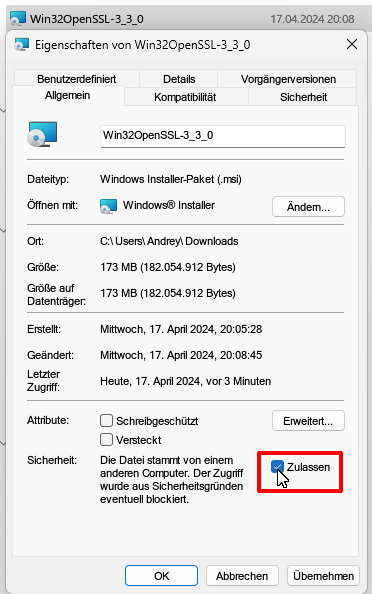 Win32OpenSSL-3_3_0 17.04.2024 20:08
Eigenschaften von Win32OpenSSL-3_3_0
Benutzerdefiniert Details Vorgängerversionen
Allgemein Kompatibilität Sicherheit
Win32OpenSSL-3_3_0
Dateityp: Windows Installer-Paket (.msi)
Öffnen mit: Windows® Installer Ändern...
Ort: C:\Users\Andrey\Downloads
Größe: 173 MB (182.054.912 Bytes)
Größe auf
Datenträger: 173 MB (182.054.912 Bytes)
Erstellt: Mittwoch, 17. April 2024, 20:05:28
Geändert: Mittwoch, 17. April 2024, 20:08:45
Letzter
Zugriff: Heute, 17. April 2024, vor 3 Minuten
Attribute: Schreibgeschützt Erweitert...
Versteckt
Sicherheit: Die Datei stammt von einem
anderen Computer. Der Zugriff
wurde aus Sicherheitsgründen
eventuell blockiert.
Zulassen
OK Abbrechen Übernehmen